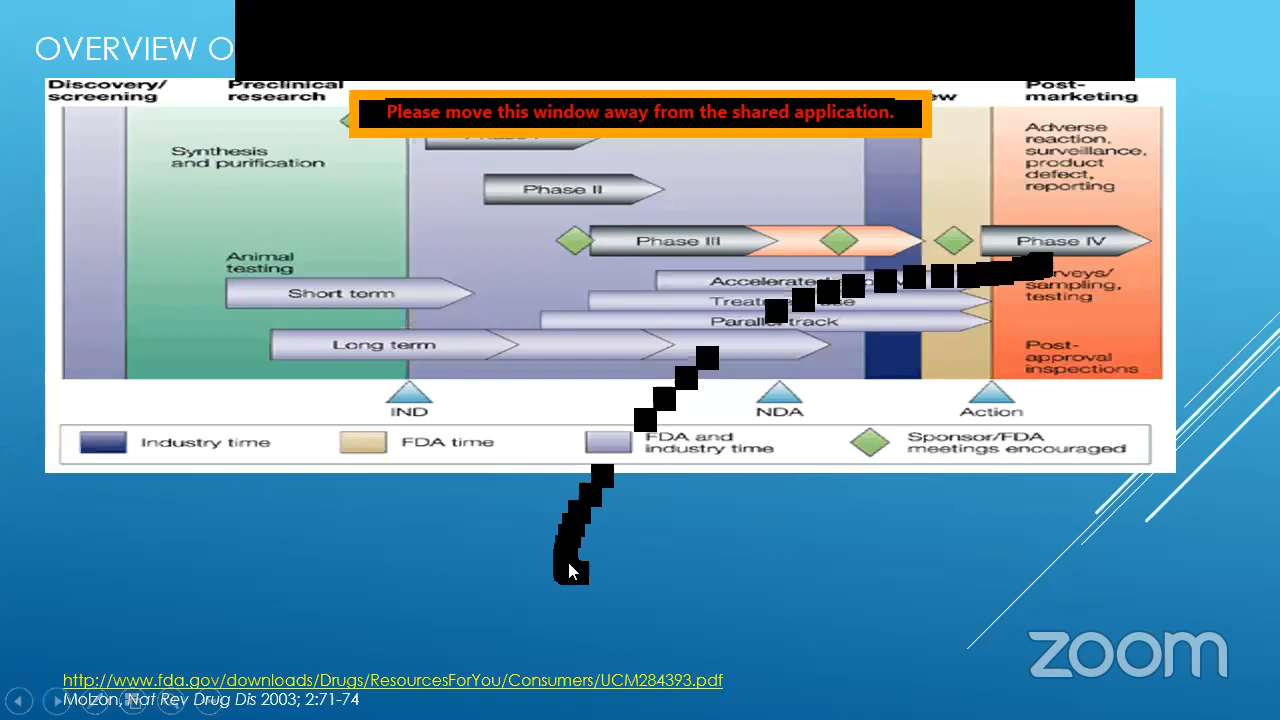 OVERVIEW O
Discovery/
screening
Preclinical
research
Post-
marketing
Please move this window away from the shared application.
Synthesis
and purification
Adverse
reaction,
surveillance,
product
defect,
reporting
Phase II
Phase III
Phase IV
Animal
testing
Short term
Accelerated
sampling,
testing
Parallel track
Long term
Post-
approval
inspections
IND
NDA
Action
Industry time
FDA time
FDA and
industry time
Sponsor/FDA
meetings encouraged
zoom
http://www.fda.gov/downloads/Drugs/ResourcesForYou/Consumers/UCM284393.pdf
Molzon, Nat Rev Drug Dis 2003; 2:71-74